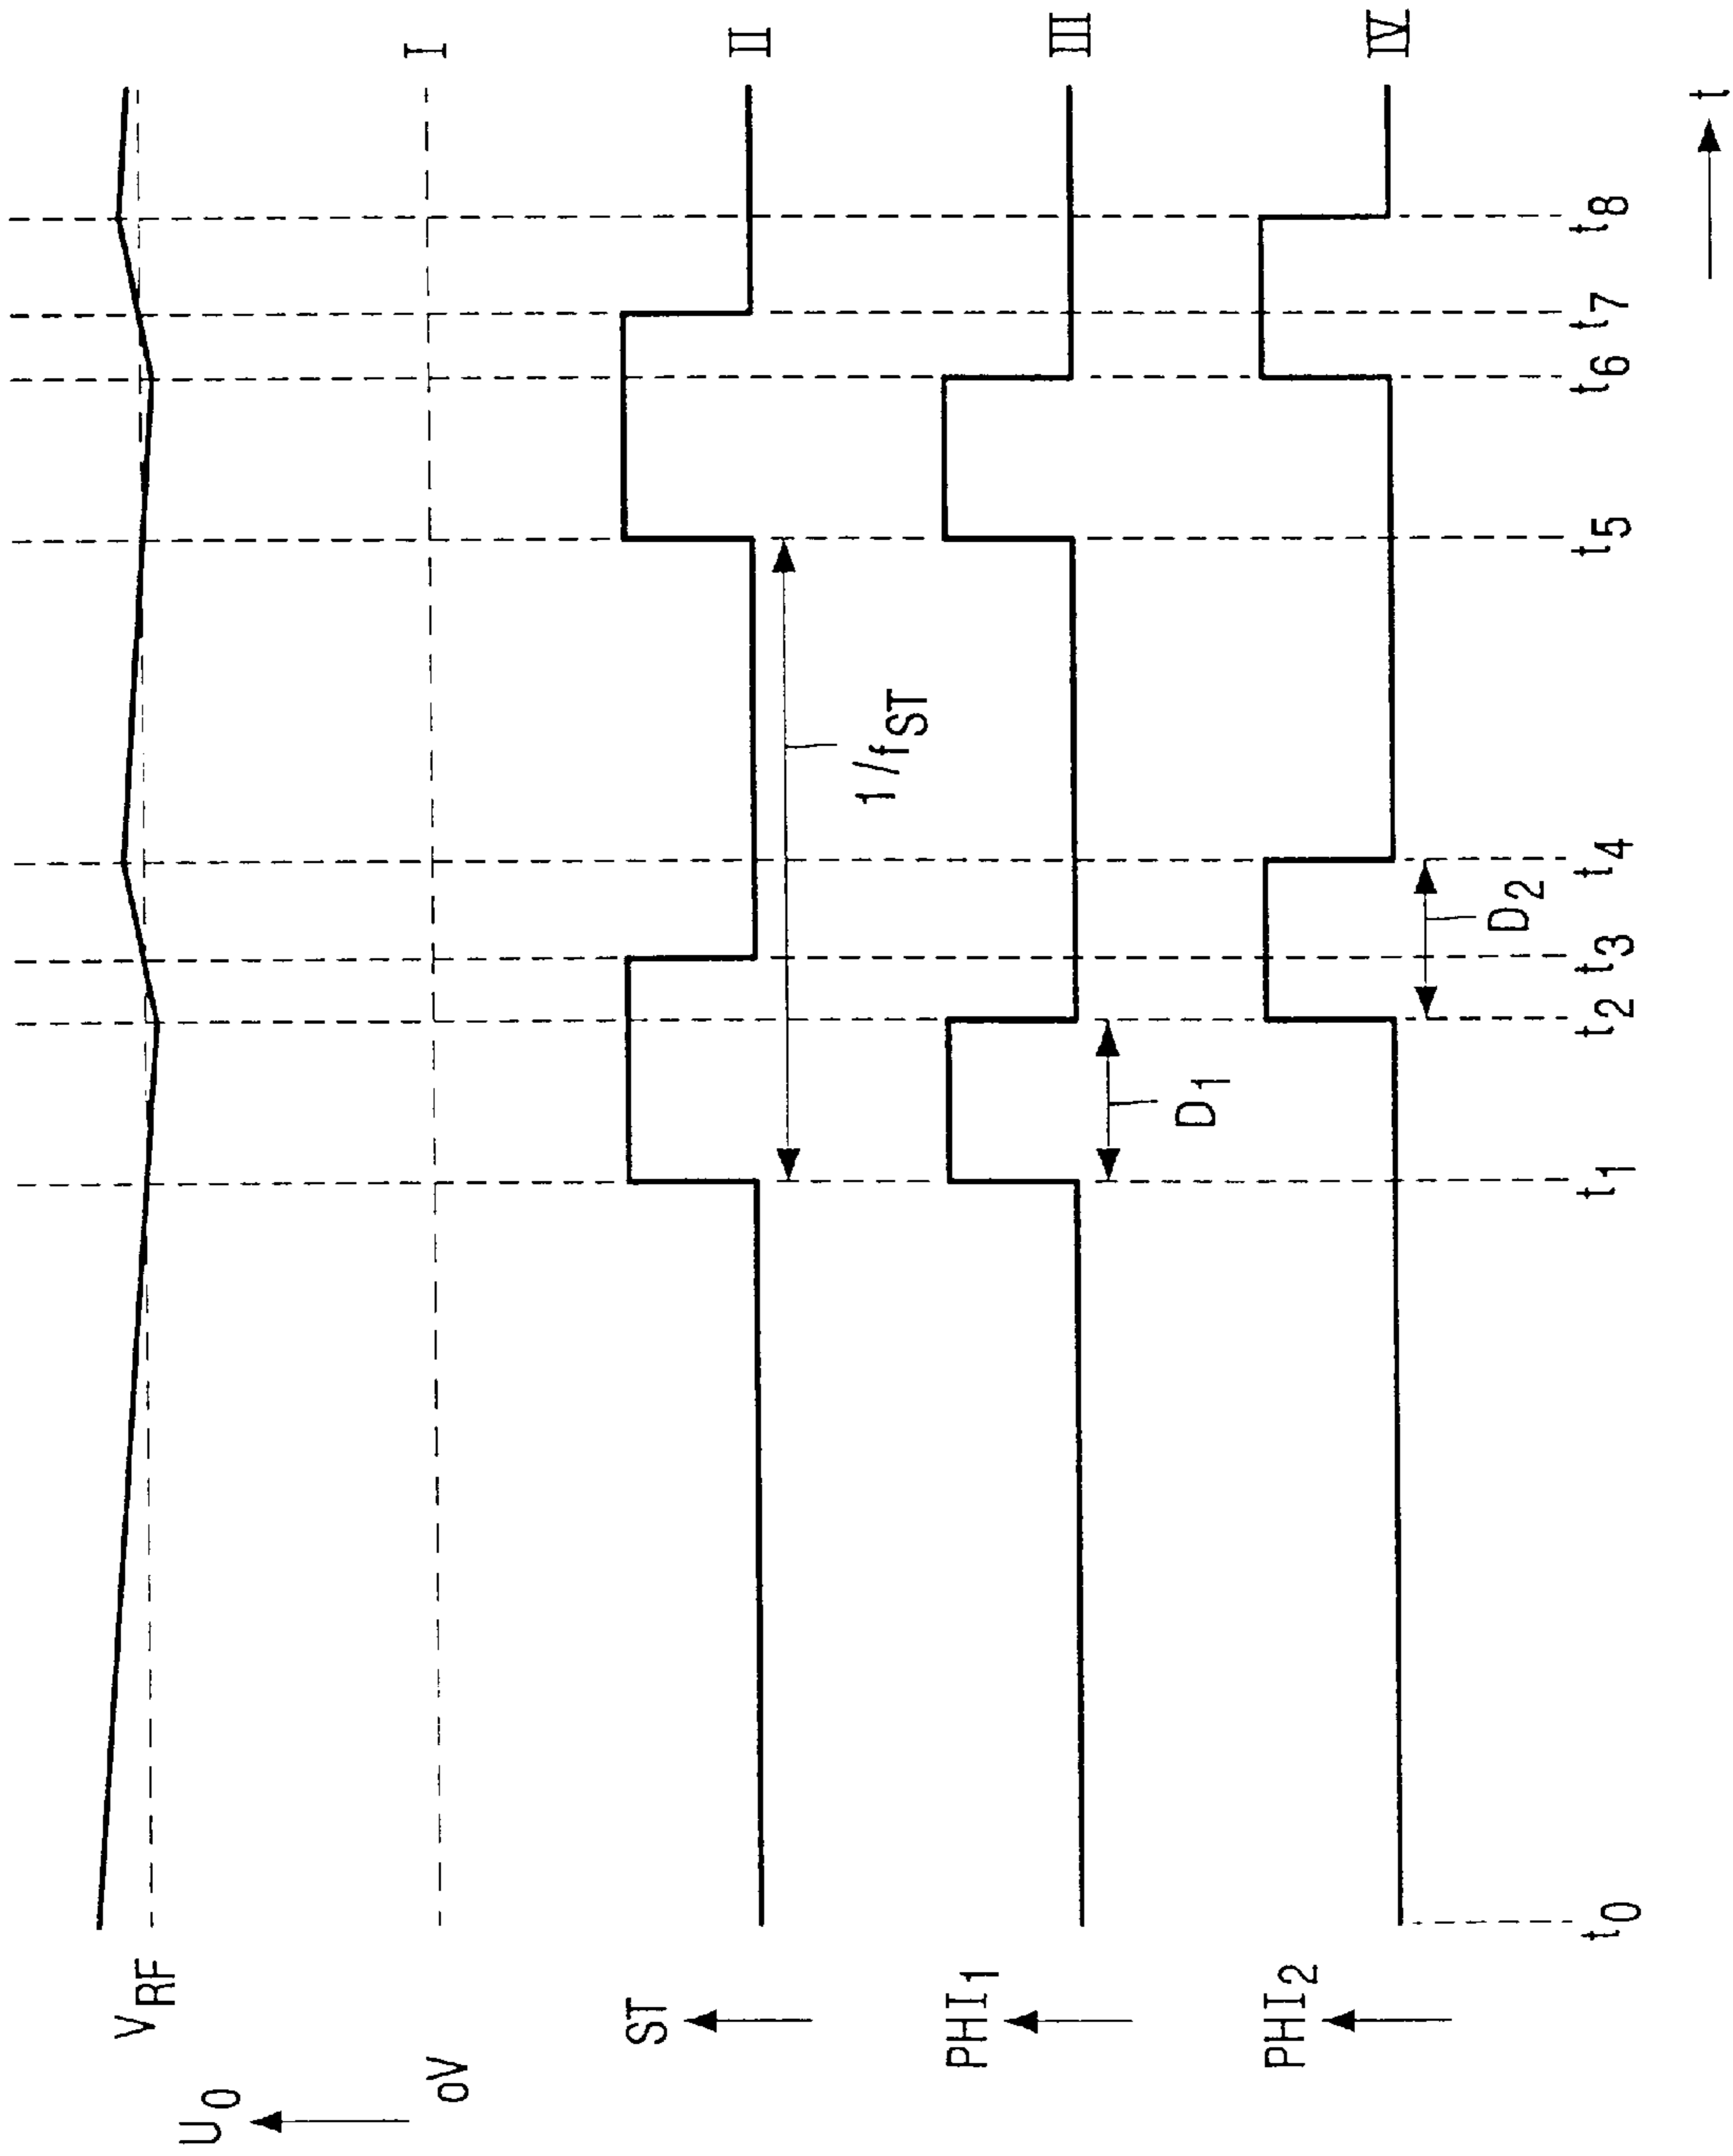 U0
VRF
0V
I
ST
II
1/fST
PHI1
III
D1
PHI2
IV
D2
t0
t1
t2
t3
t4
t5
t6
t7
t8
t